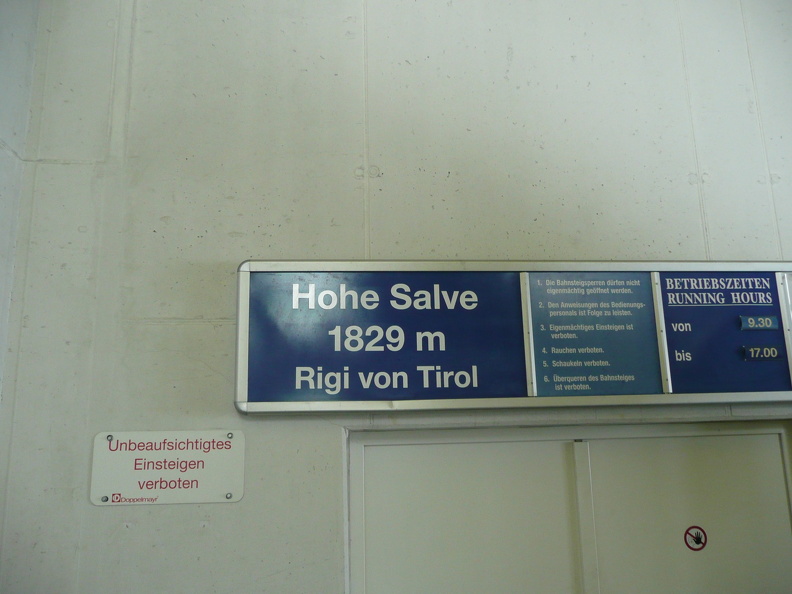 Hohe Salve
1829 m
Rigi von Tirol
1. Die Bahnsteigsperren dürfen nicht
eigenmächtig geöffnet werden.
2. Den Anweisungen des Bedienungs-
personals ist Folge zu leisten.
3. Eigenmächtiges Einsteigen ist
verboten.
4. Rauchen verboten.
5. Schaukeln verboten.
6. Überqueren des Bahnsteiges
ist verboten.
BETRIEBSZEITEN
RUNNING HOURS
von 9.30
bis 17.00
Unbeaufsichtigtes
Einsteigen
verboten
Doppelmayr